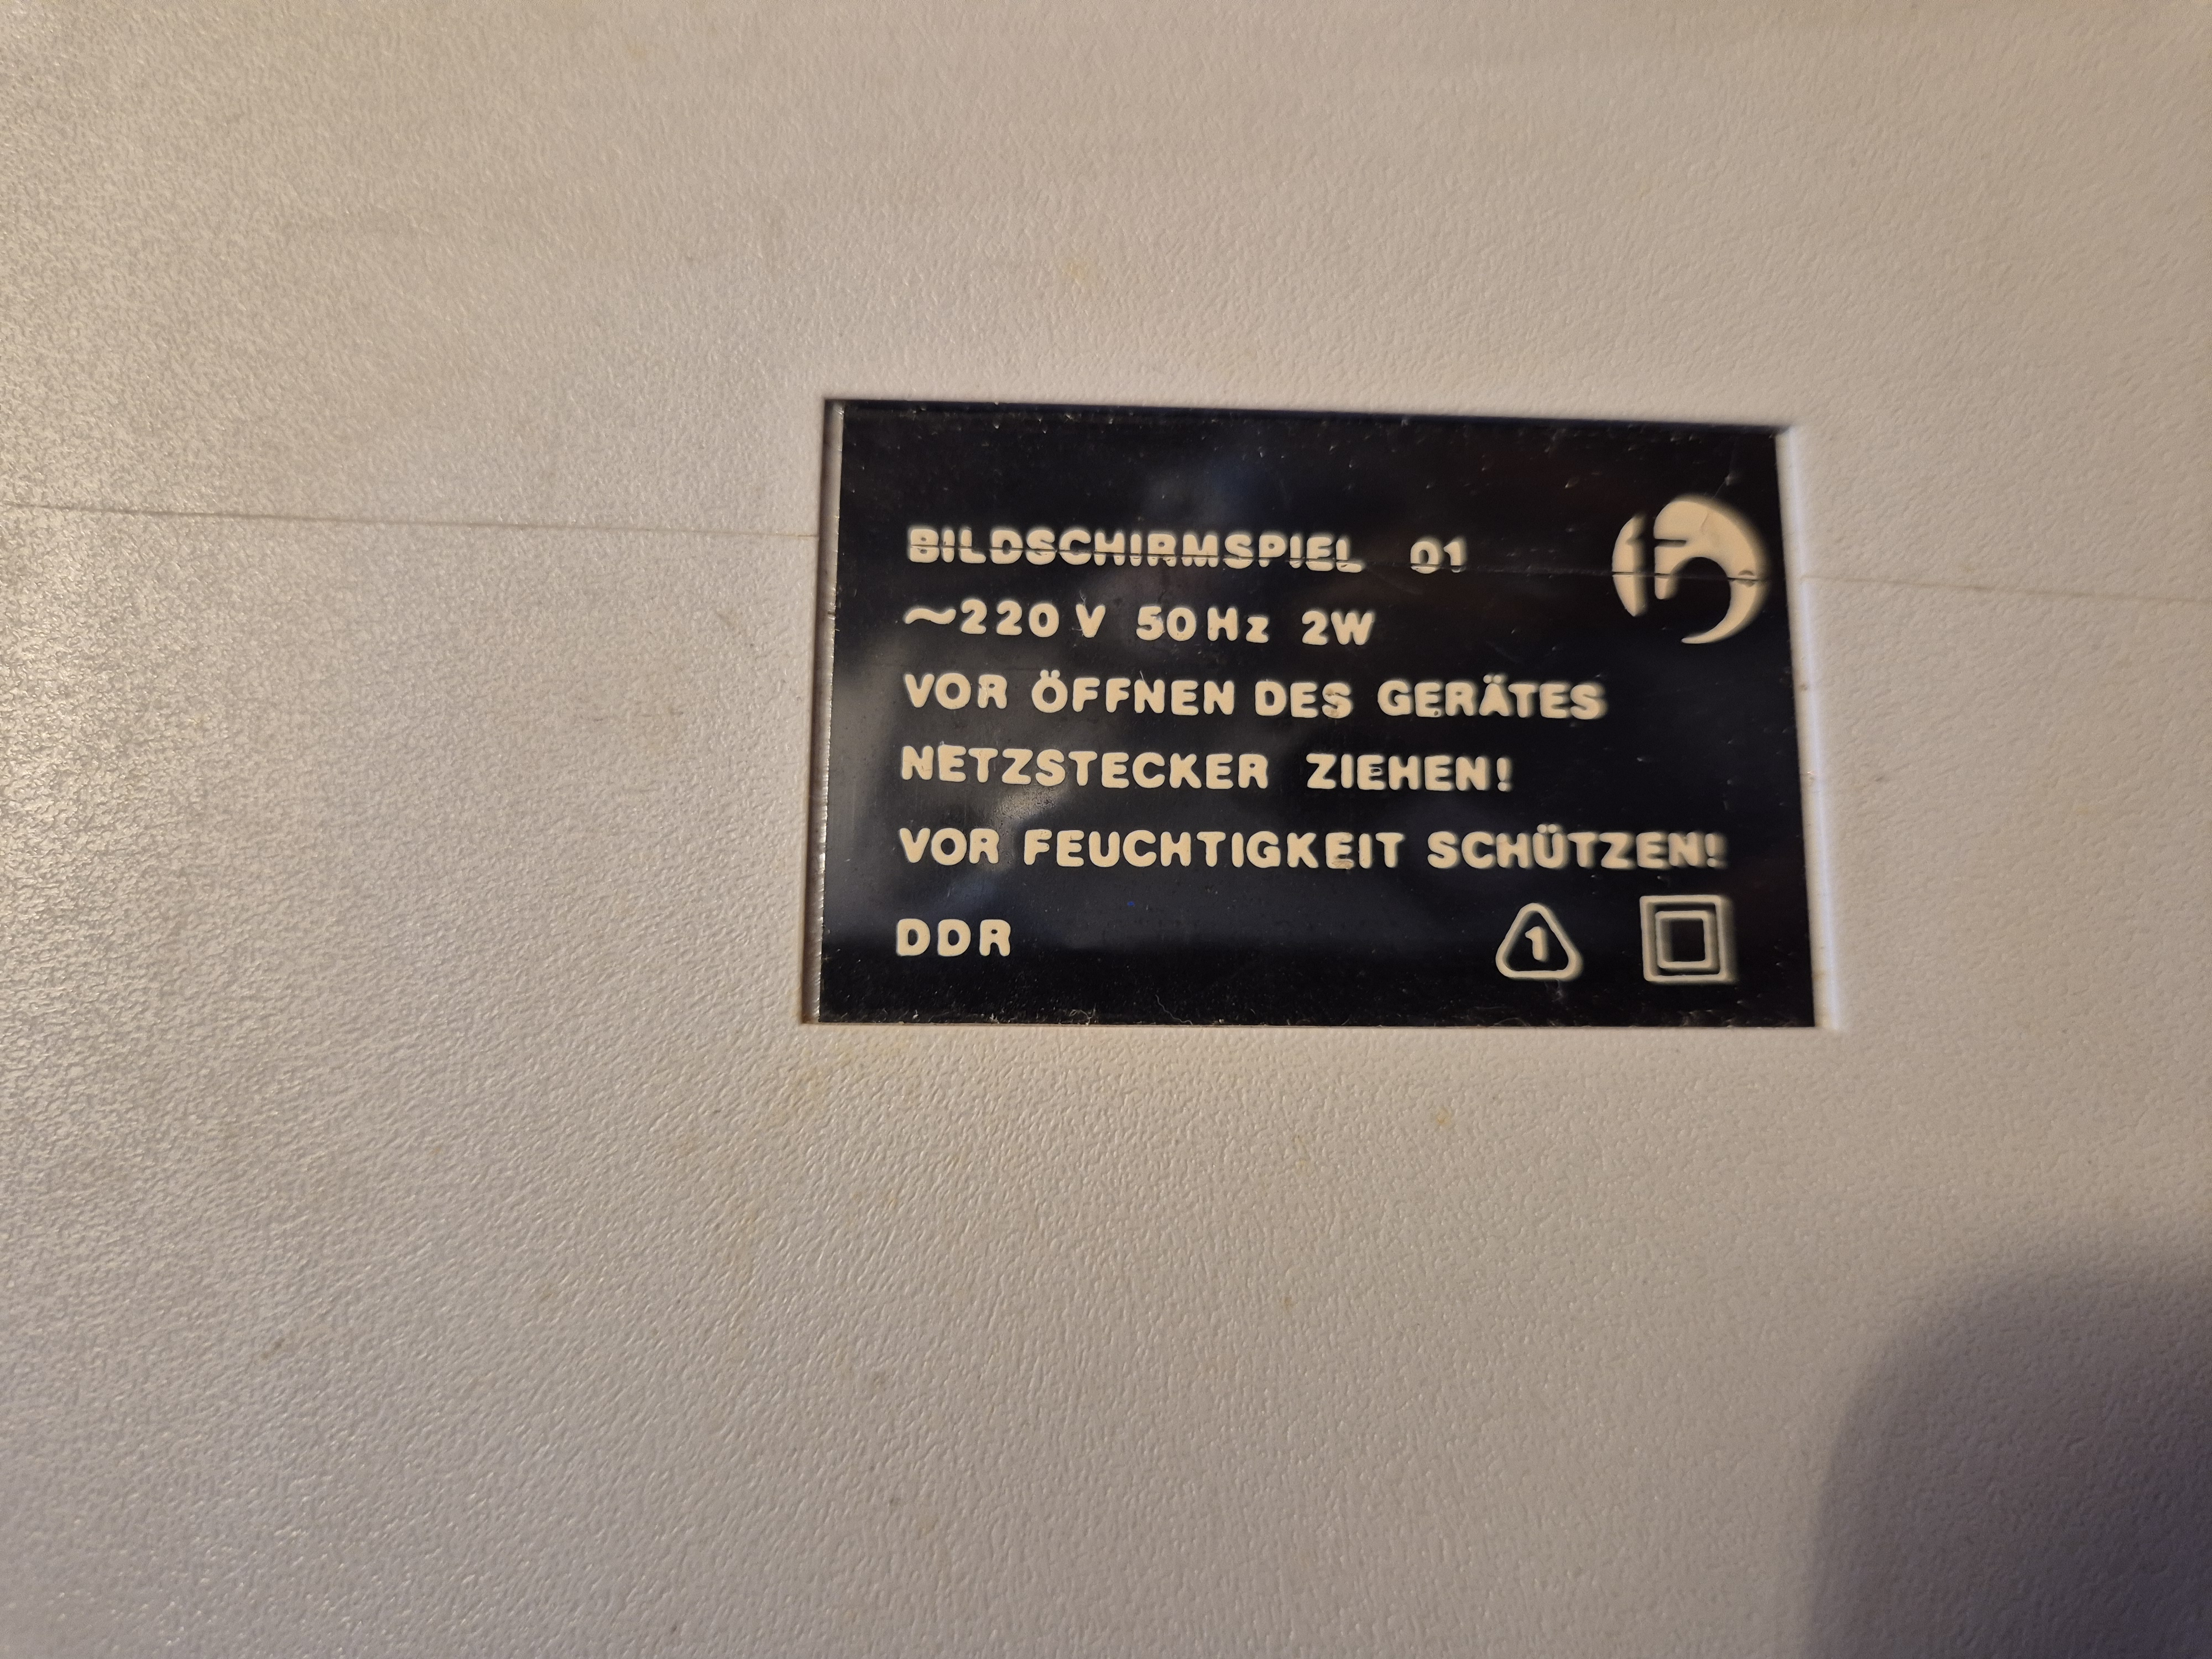 BILDSCHIRMSPIEL 01
~220 V 50 Hz 2W
VOR ÖFFNEN DES GERÄTES
NETZSTECKER ZIEHEN!
VOR FEUCHTIGKEIT SCHÜTZEN!
DDR 1